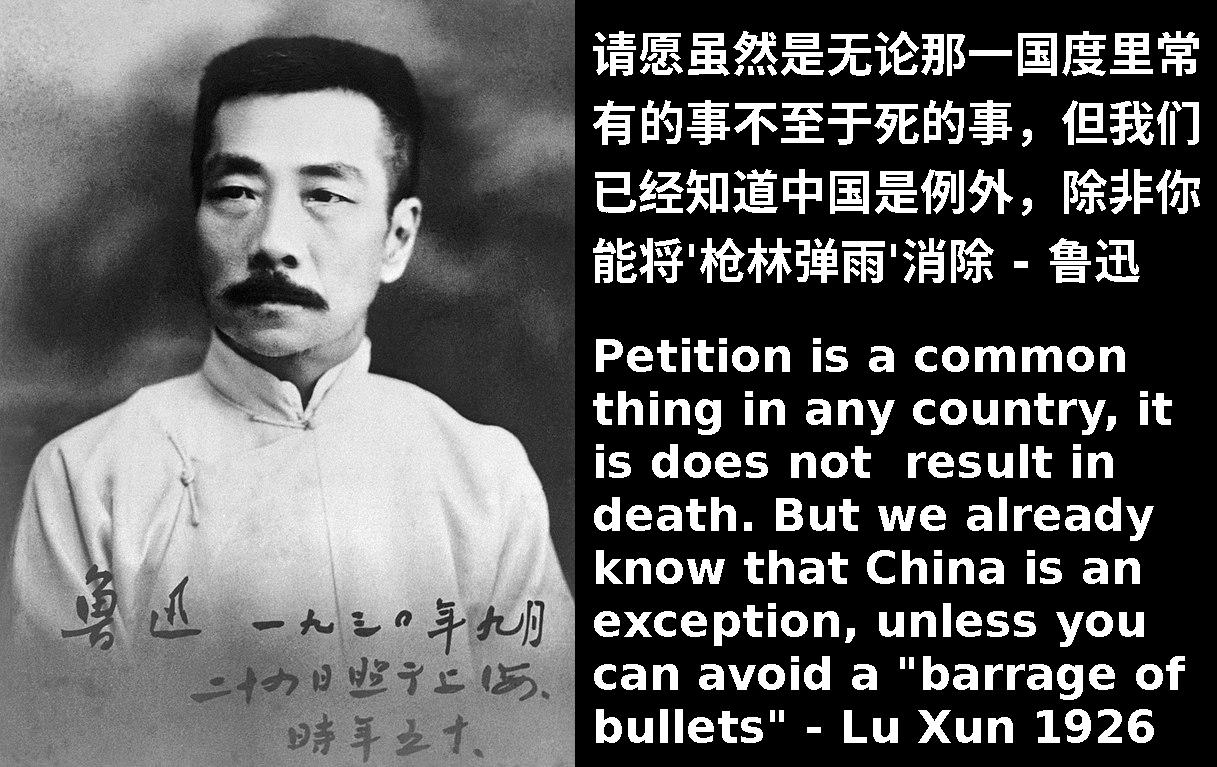 请愿虽然是无论那一国度里常
有的事不至于死的事，但我们
已经知道中国是例外，除非你
能将'枪林弹雨'消除 - 鲁迅
Petition is a common
thing in any country, it
is does not  result in
death. But we already
know that China is an
exception, unless you
can avoid a "barrage of
bullets" - Lu Xun 1926
鲁迅 一九三〇年九月
二十五日照于上海、
時年五十、